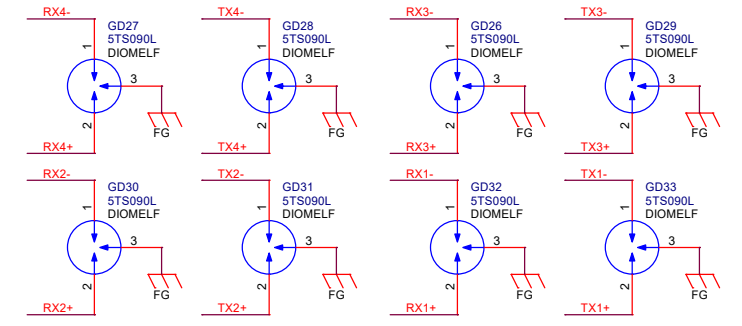 RX4-
GD27
5TS090L
DIOMELF
1
3
2
FG
RX4+
TX4-
GD28
5TS090L
DIOMELF
1
3
2
FG
TX4+
RX3-
GD26
5TS090L
DIOMELF
1
3
2
FG
RX3+
TX3-
GD29
5TS090L
DIOMELF
1
3
2
FG
TX3+
RX2-
GD30
5TS090L
DIOMELF
1
3
2
FG
RX2+
TX2-
GD31
5TS090L
DIOMELF
1
3
2
FG
TX2+
RX1-
GD32
5TS090L
DIOMELF
1
3
2
FG
RX1+
TX1-
GD33
5TS090L
DIOMELF
1
3
2
FG
TX1+